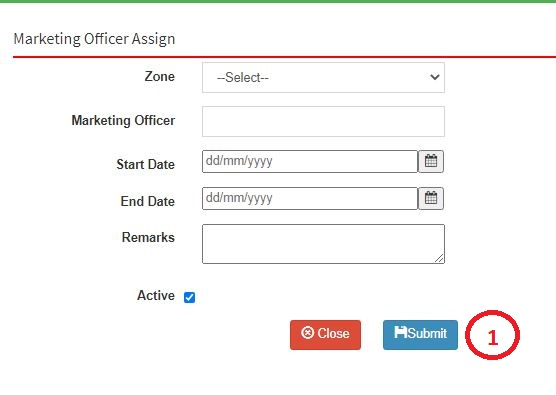 Marketing Officer Assign
Zone --Select--
Marketing Officer
Start Date dd/mm/yyyy
End Date dd/mm/yyyy
Remarks
Active
Close Submit 1